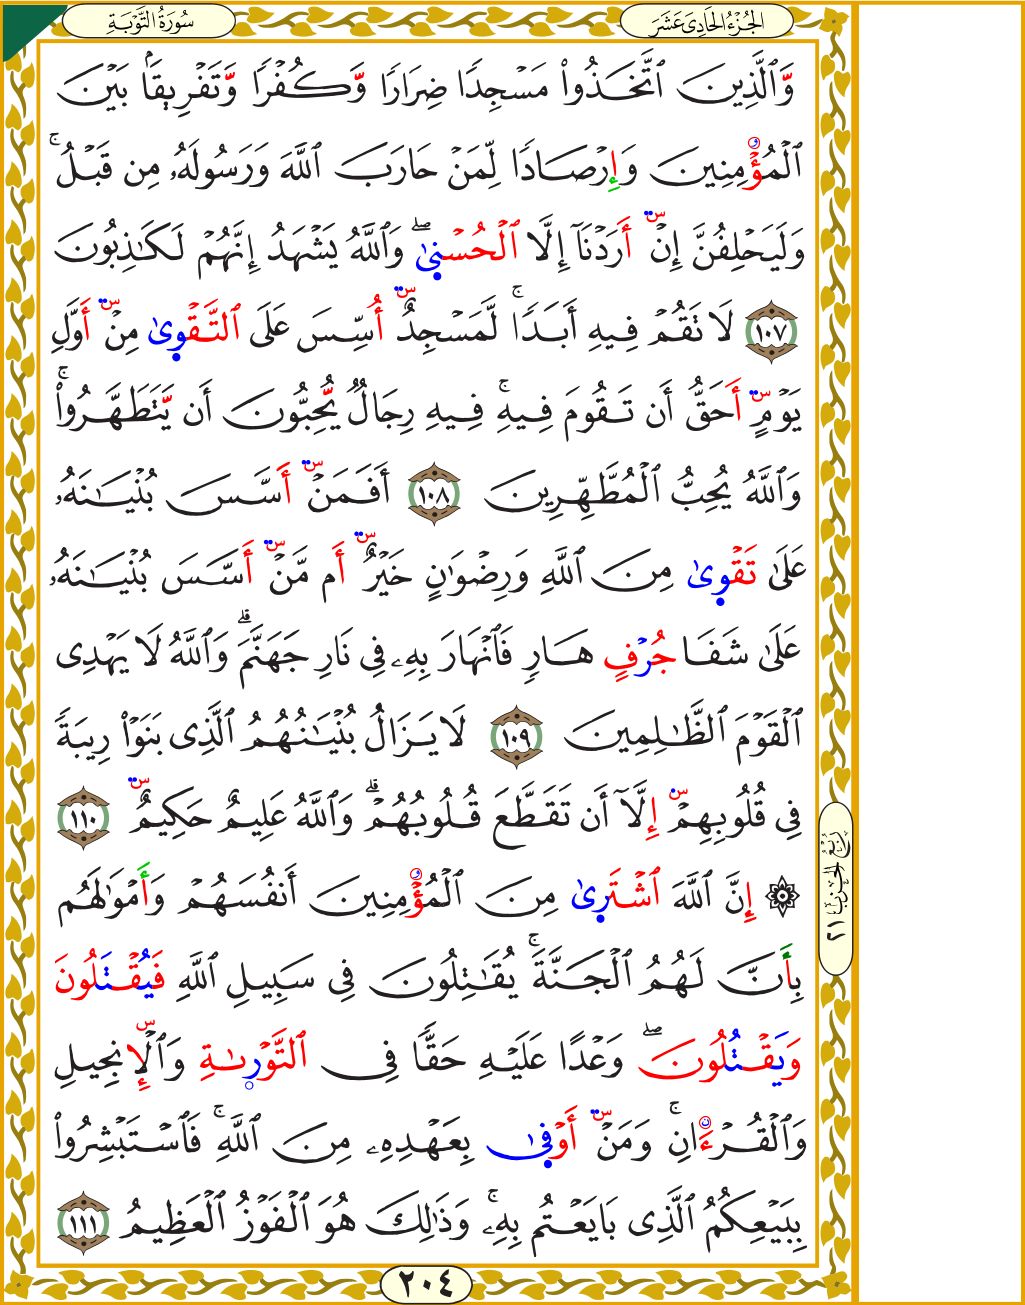 الجُزْءُ الحَادِيَ عَشَرَ
سُورَةُ التَّوْبَةِ
وَّٱلَّذِينَ ٱتَّخَذُوا۟ مَسْجِدًا ضِرَارًا وَّكُفْرًا وَّتَفْرِيقًۢا بَيْنَ
ٱلْمُؤْمِنِينَ وَإِرْصَادًا لِّمَنْ حَارَبَ ٱللَّهَ وَرَسُولَهُۥ مِن قَبْلُ ۚ
وَلَيَحْلِفُنَّ إِنْ أَرَدْنَآ إِلَّا ٱلْحُسْنَىٰ ۖ وَٱللَّهُ يَشْهَدُ إِنَّهُمْ لَكَـٰذِبُونَ
١٠٧ لَا تَقُمْ فِيهِ أَبَدًا ۚ لَّمَسْجِدٌ أُسِّسَ عَلَى ٱلتَّقْوَىٰ مِنْ أَوَّلِ
يَوْمٍ أَحَقُّ أَن تَقُومَ فِيهِ ۚ فِيهِ رِجَالٌ يُّحِبُّونَ أَن يَّتَطَهَّرُوا۟ ۚ
وَٱللَّهُ يُحِبُّ ٱلْمُطَّهِّرِينَ ١٠٨ أَفَمَنْ أَسَّسَ بُنْيَـٰنَهُۥ
عَلَىٰ تَقْوَىٰ مِنَ ٱللَّهِ وَرِضْوَٰنٍ خَيْرٌ أَم مَّنْ أَسَّسَ بُنْيَـٰنَهُۥ
عَلَىٰ شَفَا جُرْفٍ هَارٍ فَٱنْهَارَ بِهِۦ فِى نَارِ جَهَنَّمَ ۗ وَٱللَّهُ لَا يَهْدِى
ٱلْقَوْمَ ٱلظَّـٰلِمِينَ ١٠٩ لَا يَزَالُ بُنْيَـٰنُهُمُ ٱلَّذِى بَنَوْا۟ رِيبَةً
فِى قُلُوبِهِمْ إِلَّآ أَن تَقَطَّعَ قُلُوبُهُمْ ۗ وَٱللَّهُ عَلِيمٌ حَكِيمٌ ١١٠
۞ إِنَّ ٱللَّهَ ٱشْتَرَىٰ مِنَ ٱلْمُؤْمِنِينَ أَنفُسَهُمْ وَأَمْوَٰلَهُم
بِأَنَّ لَهُمُ ٱلْجَنَّةَ ۚ يُقَـٰتِلُونَ فِى سَبِيلِ ٱللَّهِ فَيُقْتَلُونَ
وَيَقْتُلُونَ ۖ وَعْدًا عَلَيْهِ حَقًّا فِى ٱلتَّوْرَىٰةِ وَٱلْإِنجِيلِ
وَٱلْقُرْءَانِ ۚ وَمَنْ أَوْفَىٰ بِعَهْدِهِۦ مِنَ ٱللَّهِ ۚ فَٱسْتَبْشِرُوا۟
بِبَيْعِكُمُ ٱلَّذِى بَايَعْتُم بِهِۦ ۚ وَذَٰلِكَ هُوَ ٱلْفَوْزُ ٱلْعَظِيمُ ١١١
رُبْعُ الحِزْبِ ٢١
٢٠٤